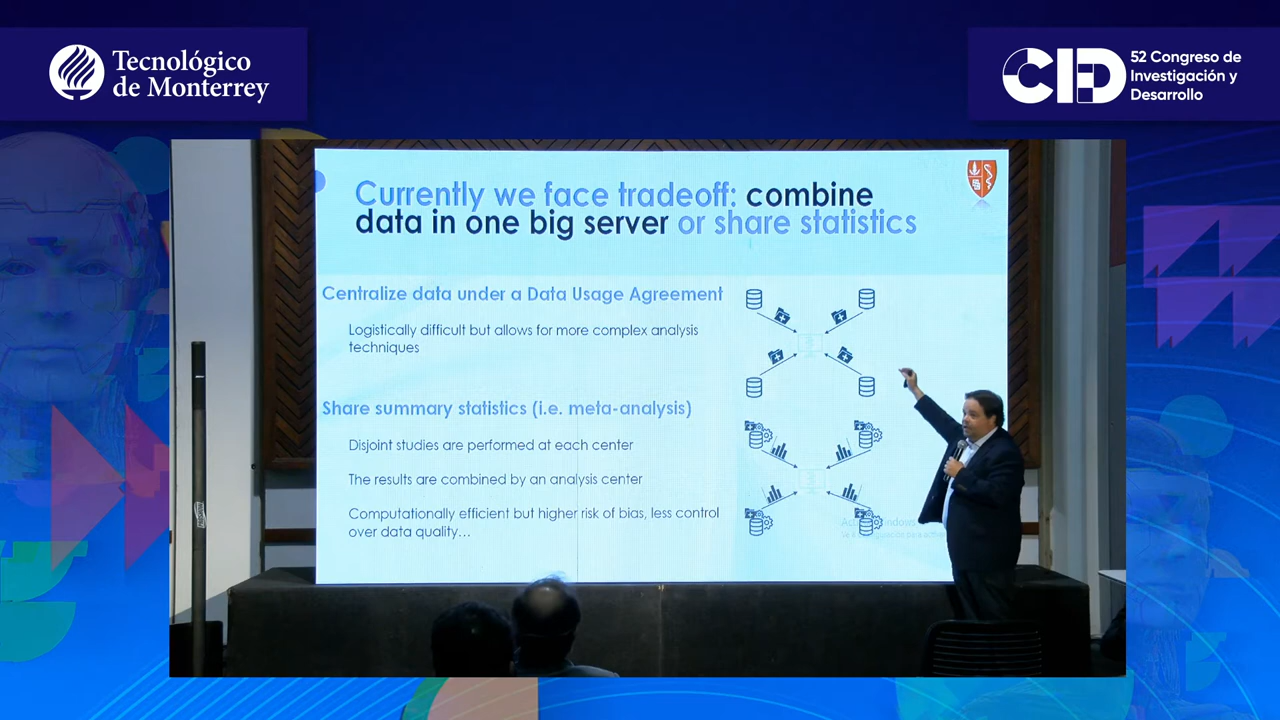 Tecnológico
de Monterrey
CID
52 Congreso de
Investigación y
Desarrollo
Currently we face tradeoff: combine
data in one big server or share statistics
Centralize data under a Data Usage Agreement
Logistically difficult but allows for more complex analysis
techniques
Share summary statistics (i.e. meta-analysis)
Disjoint studies are performed at each center
The results are combined by an analysis center
Computationally efficient but higher risk of bias, less control
over data quality...